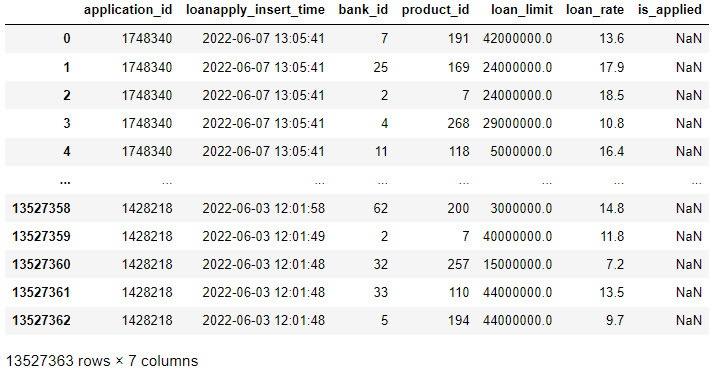 application_id loanapply_insert_time bank_id product_id loan_limit loan_rate is_applied
0 1748340 2022-06-07 13:05:41 7 191 42000000.0 13.6 NaN
1 1748340 2022-06-07 13:05:41 25 169 24000000.0 17.9 NaN
2 1748340 2022-06-07 13:05:41 2 7 24000000.0 18.5 NaN
3 1748340 2022-06-07 13:05:41 4 268 29000000.0 10.8 NaN
4 1748340 2022-06-07 13:05:41 11 118 5000000.0 16.4 NaN
... ... ... ... ... ... ... ...
13527358 1428218 2022-06-03 12:01:58 62 200 3000000.0 14.8 NaN
13527359 1428218 2022-06-03 12:01:49 2 7 40000000.0 11.8 NaN
13527360 1428218 2022-06-03 12:01:48 32 257 15000000.0 7.2 NaN
13527361 1428218 2022-06-03 12:01:48 33 110 44000000.0 13.5 NaN
13527362 1428218 2022-06-03 12:01:48 5 194 44000000.0 9.7 NaN
13527363 rows × 7 columns